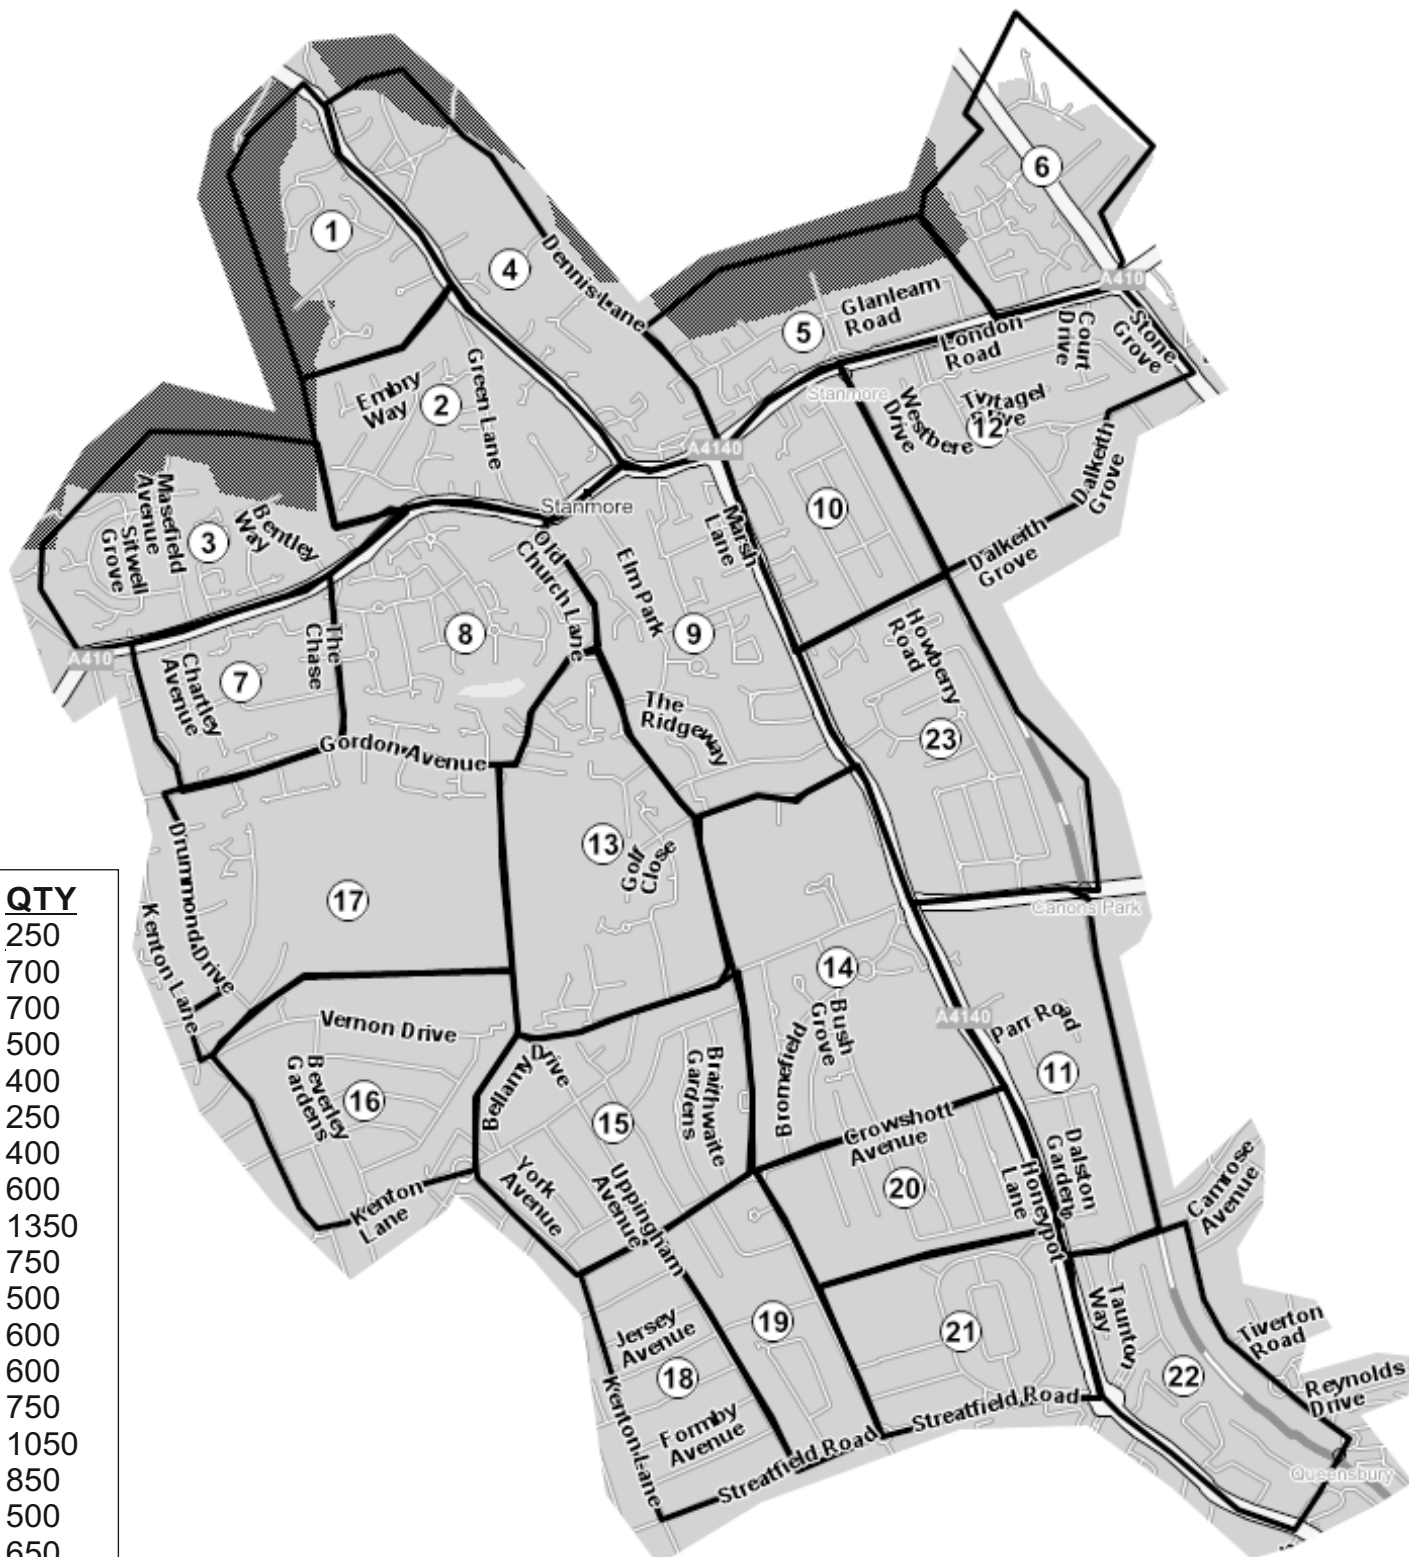 1
4
Dennis Lane
6
A410
5
Glanleam
Road
London
Road
Court
Drive
Stone
Grove
Embry
Way
2
Green Lane
Stanmore
Westbere
Drive
Tintagel
Drive
12
Dalkeith
Grove
A4140
Masefield
Avenue
Sitwell
Grove
3
Bentley
Way
Stanmore
10
Marsh
Lane
Dalkeith
Grove
Old
Church Lane
Elm Park
9
8
The
Chase
7
Chartley
Avenue
A410
Howberry
Road
23
The
Ridgeway
Gordon Avenue
13
Golf
Close
Drummond Drive
17
Kenton Lane
Canons Park
14
Bush
Grove
Bromefield
A4140
Parr Road
11
Vernon Drive
Beverley
Gardens
16
Bellamy Drive
Braithwaite
Gardens
15
Crowshott
Avenue
20
Honeypot
Lane
Dalston
Gardens
Camrose
Avenue
York
Avenue
Uppingham
Avenue
Kenton
Lane
Jersey
Avenue
18
19
21
Taunton
Way
22
Tiverton
Road
Reynolds
Drive
Formby
Avenue
Kenton Lane
Streatfield Road
Streatfield Road
Queensbury
QTY
250
700
700
500
400
250
400
600
1350
750
500
600
600
750
1050
850
500
650